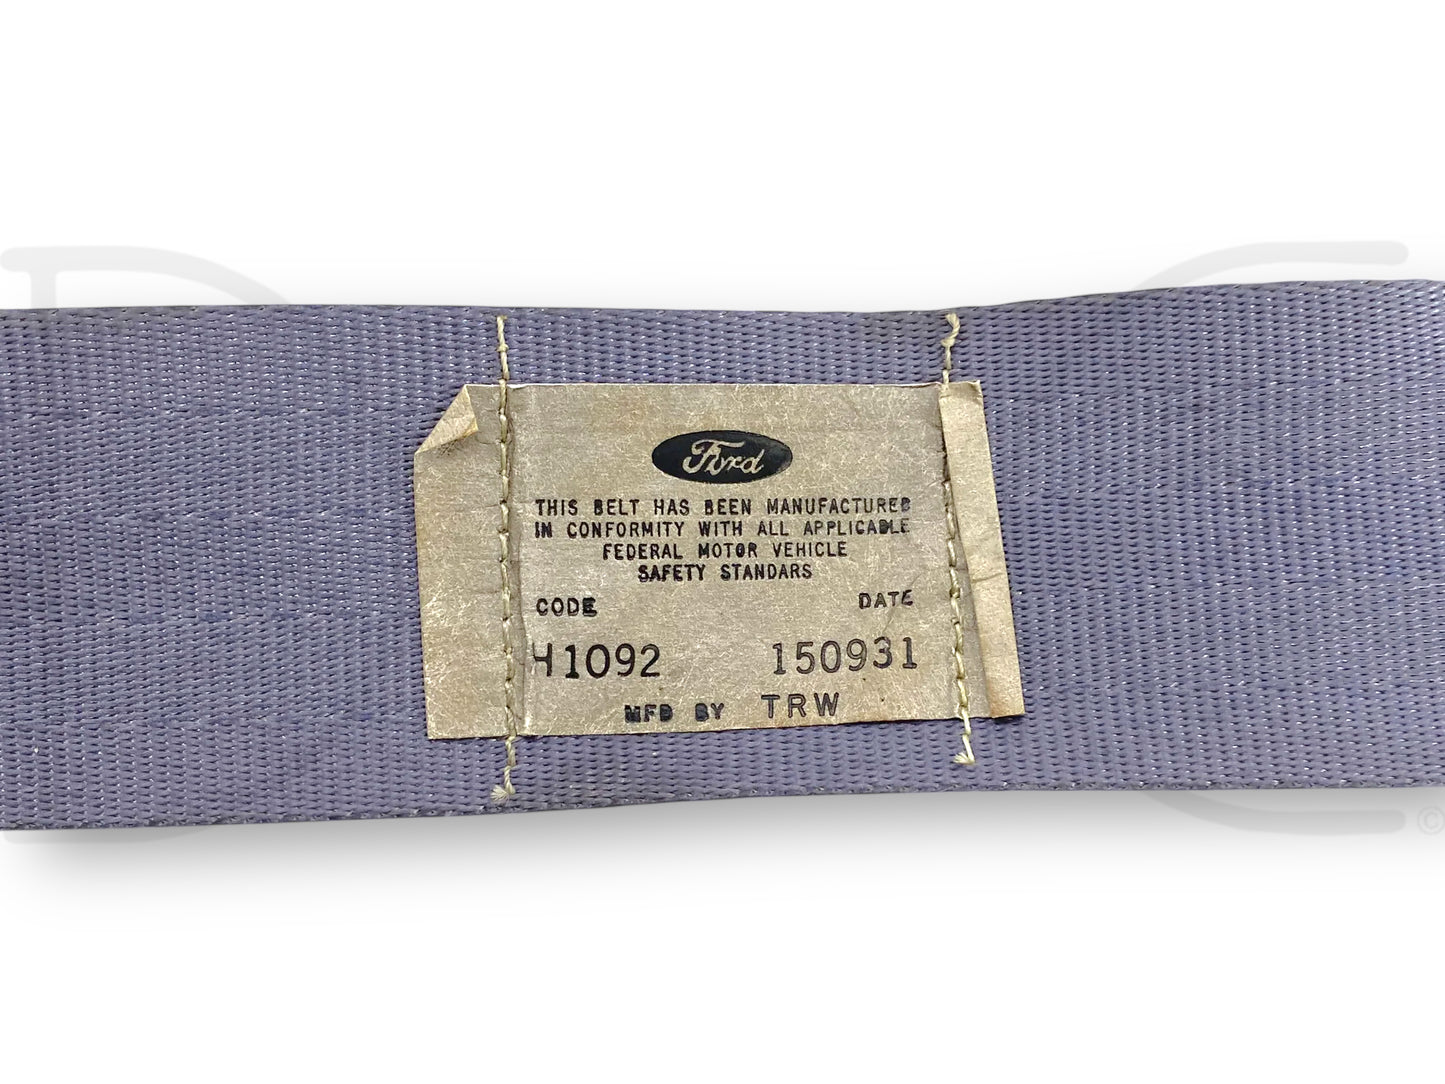 Ford
THIS BELT HAS BEEN MANUFACTURED
IN CONFORMITY WITH ALL APPLICABLE
FEDERAL MOTOR VEHICLE
SAFETY STANDARS
CODE DATE
H1092 150931
MFD BY TRW
©